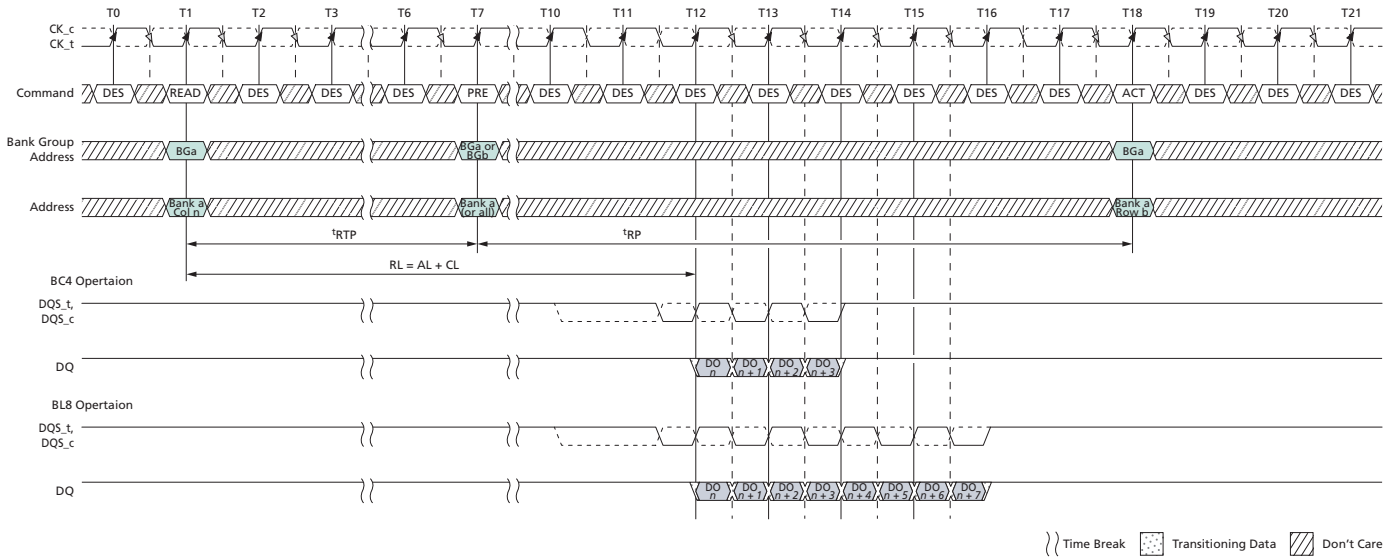 T0 T1 T2 T3 T6 T7 T10 T11 T12 T13 T14 T15 T16 T17 T18 T19 T20 T21
CK_c
CK_t
Command DES READ DES DES DES PRE DES DES DES DES DES DES DES DES ACT DES DES DES
Bank Group
Address
BGa
BGa or
BGb
BGa
Address
Bank a
Col n
Bank a
(or all)
Bank a
Row b
tRTP tRP
RL = AL + CL
BC4 Opertaion
DQS_t,
DQS_c
DQ
DO
n
DO
n + 1
DO
n + 2
DO
n + 3
BL8 Opertaion
DQS_t,
DQS_c
DQ
DO
n
DO
n + 1
DO
n + 2
DO
n + 3
DO
n + 4
DO
n + 5
DO
n + 6
DO
n + 7
Time Break Transitioning Data Don't Care